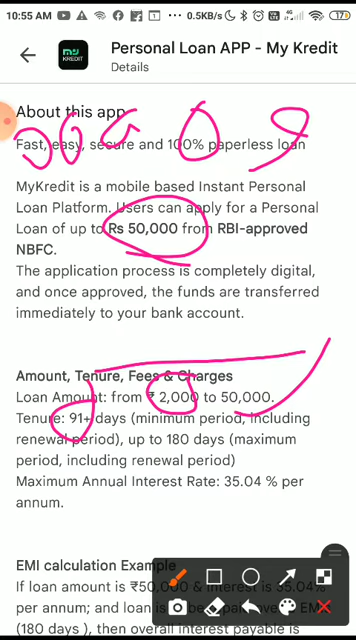 10:55 AM 0.5KB/s 17
Personal Loan APP - My Kredit
MY
KREDIT
Details
About this app
Fast, easy, secure and 100% paperless loan
MyKredit is a mobile based Instant Personal
Loan Platform. Users can apply for a Personal
Loan of up to Rs 50,000 from RBI-approved
NBFC.
The application process is completely digital,
and once approved, the funds are transferred
immediately to your bank account.
Amount, Tenure, Fees & Charges
Loan Amount: from ₹ 2,000 to 50,000.
Tenure: 91+ days (minimum period, including
renewal period), up to 180 days (maximum
period, including renewal period)
Maximum Annual Interest Rate: 35.04 % per
annum.
EMI calculation Example
If loan amount is ₹50,000 & interest is 35.04%
per annum; and loan is
(180 days ), then overall interest payable is